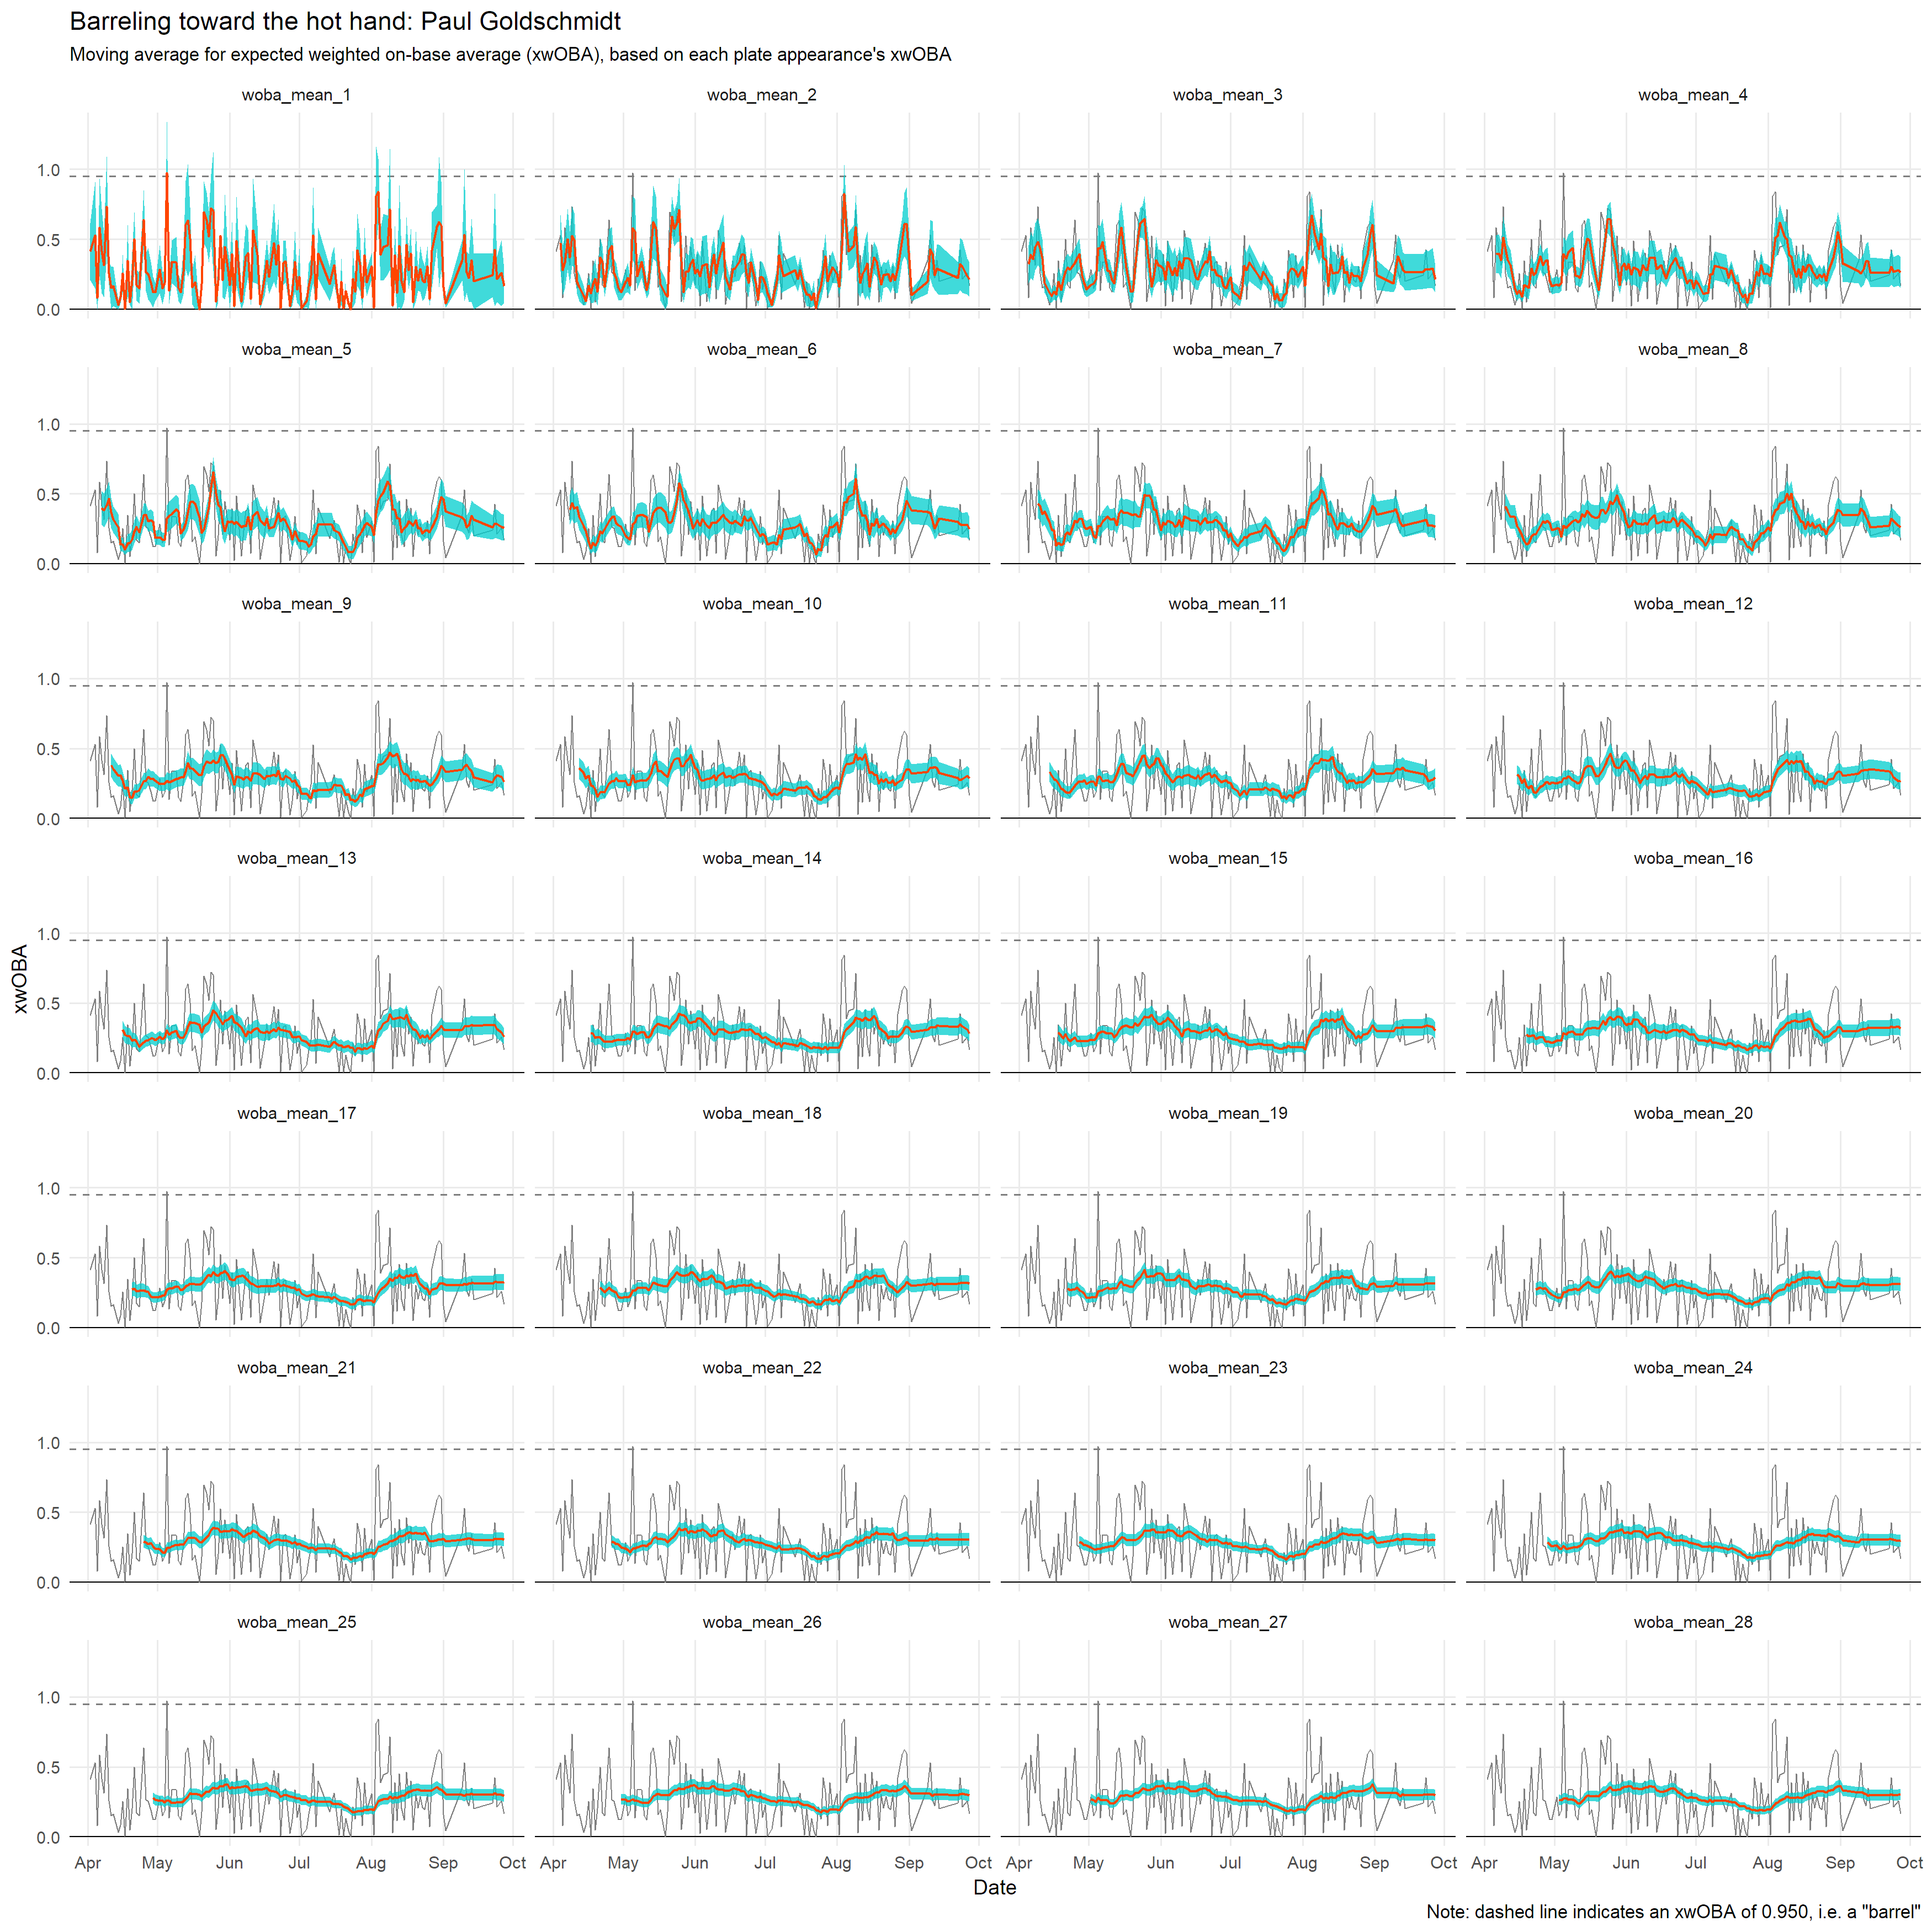 Barreling toward the hot hand: Paul Goldschmidt
Moving average for expected weighted on-base average (xwOBA), based on each plate appearance's xwOBA
woba_mean_1 woba_mean_2 woba_mean_3 woba_mean_4
1.0
0.5
0.0
woba_mean_5 woba_mean_6 woba_mean_7 woba_mean_8
1.0
0.5
0.0
woba_mean_9 woba_mean_10 woba_mean_11 woba_mean_12
1.0
0.5
0.0
woba_mean_13 woba_mean_14 woba_mean_15 woba_mean_16
1.0
xwOBA
0.5
0.0
woba_mean_17 woba_mean_18 woba_mean_19 woba_mean_20
1.0
0.5
0.0
woba_mean_21 woba_mean_22 woba_mean_23 woba_mean_24
1.0
0.5
0.0
woba_mean_25 woba_mean_26 woba_mean_27 woba_mean_28
1.0
0.5
0.0
Apr May Jun Jul Aug Sep Oct Apr May Jun Jul Aug Sep Oct Apr May Jun Jul Aug Sep Oct Apr May Jun Jul Aug Sep Oct
Date
Note: dashed line indicates an xwOBA of 0.950, i.e. a "barrel"